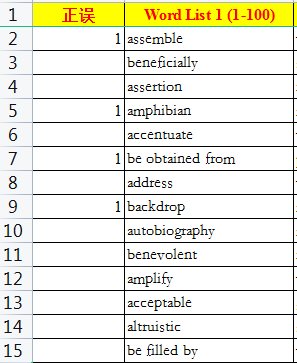 1 正误 Word List 1 (1-100)
2 1 assemble
3 beneficially
4 assertion
5 1 amphibian
6 accentuate
7 1 be obtained from
8 address
9 1 backdrop
10 autobiography
11 benevolent
12 amplify
13 acceptable
14 altruistic
15 be filled by